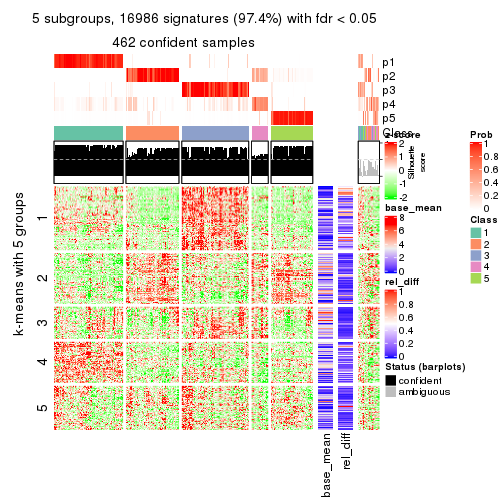 5 subgroups, 16986 signatures (97.4%) with fdr < 0.05
462 confident samples
p1
p2
p3
p4
p5
Class
Silhouette score
k-means with 5 groups
1
2
3
4
5
base_mean
rel_diff
z-score
2
1
0
-1
-2
base_mean
8
6
4
2
0
rel_diff
1
0.8
0.6
0.4
0.2
0
Status (barplots)
confident
ambiguous
Prob
1
0.8
0.6
0.4
0.2
0
Class
1
2
3
4
5